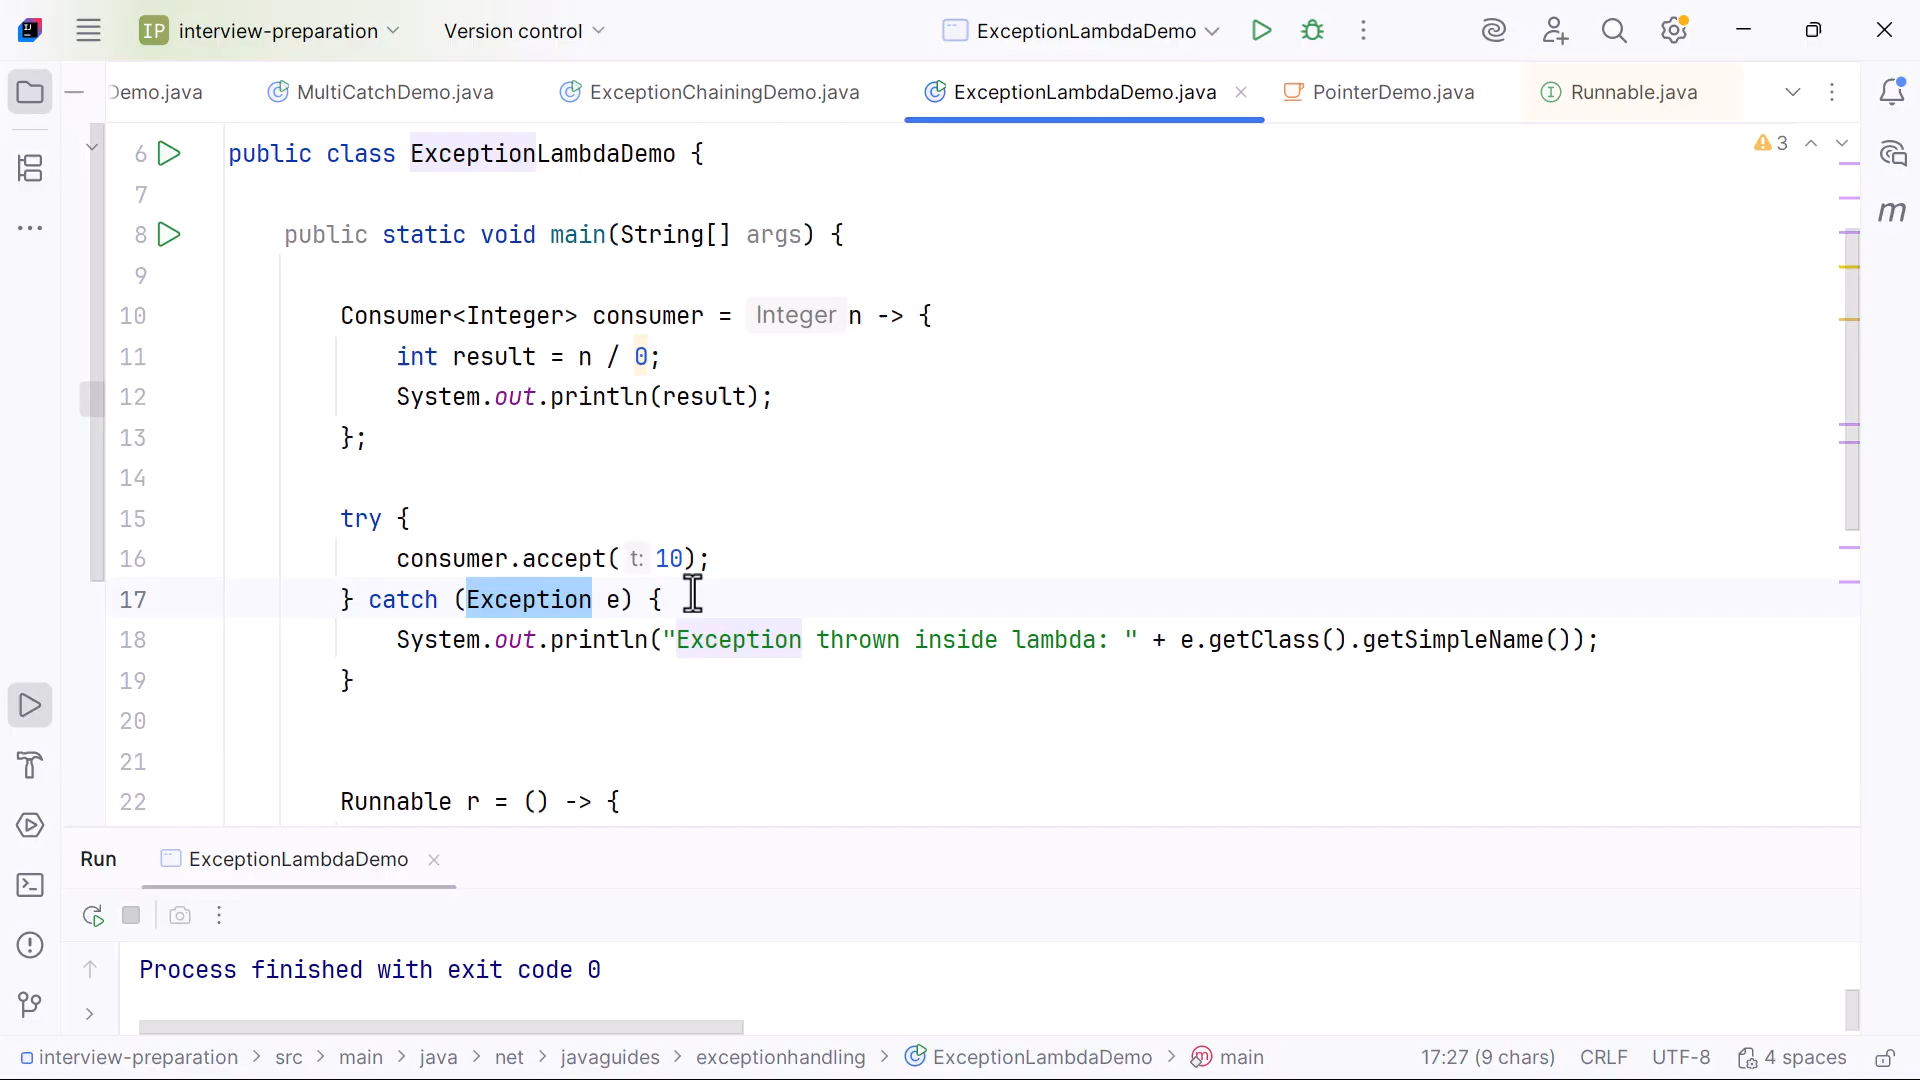 IP interview-preparation Version control ExceptionLambdaDemo
Demo.java MultiCatchDemo.java ExceptionChainingDemo.java ExceptionLambdaDemo.java PointerDemo.java Runnable.java
6 public class ExceptionLambdaDemo { 3
7
8 public static void main(String[] args) {
9
10 Consumer<Integer> consumer = Integer n -> {
11 int result = n / 0;
12 System.out.println(result);
13 };
14
15 try {
16 consumer.accept( t: 10);
17 } catch (Exception e) {
18 System.out.println("Exception thrown inside lambda: " + e.getClass().getSimpleName());
19 }
20
21
22 Runnable r = () -> {
Run ExceptionLambdaDemo
Process finished with exit code 0
interview-preparation > src > main > java > net > javaguides > exceptionhandling > ExceptionLambdaDemo > main 17:27 (9 chars) CRLF UTF-8 4 spaces